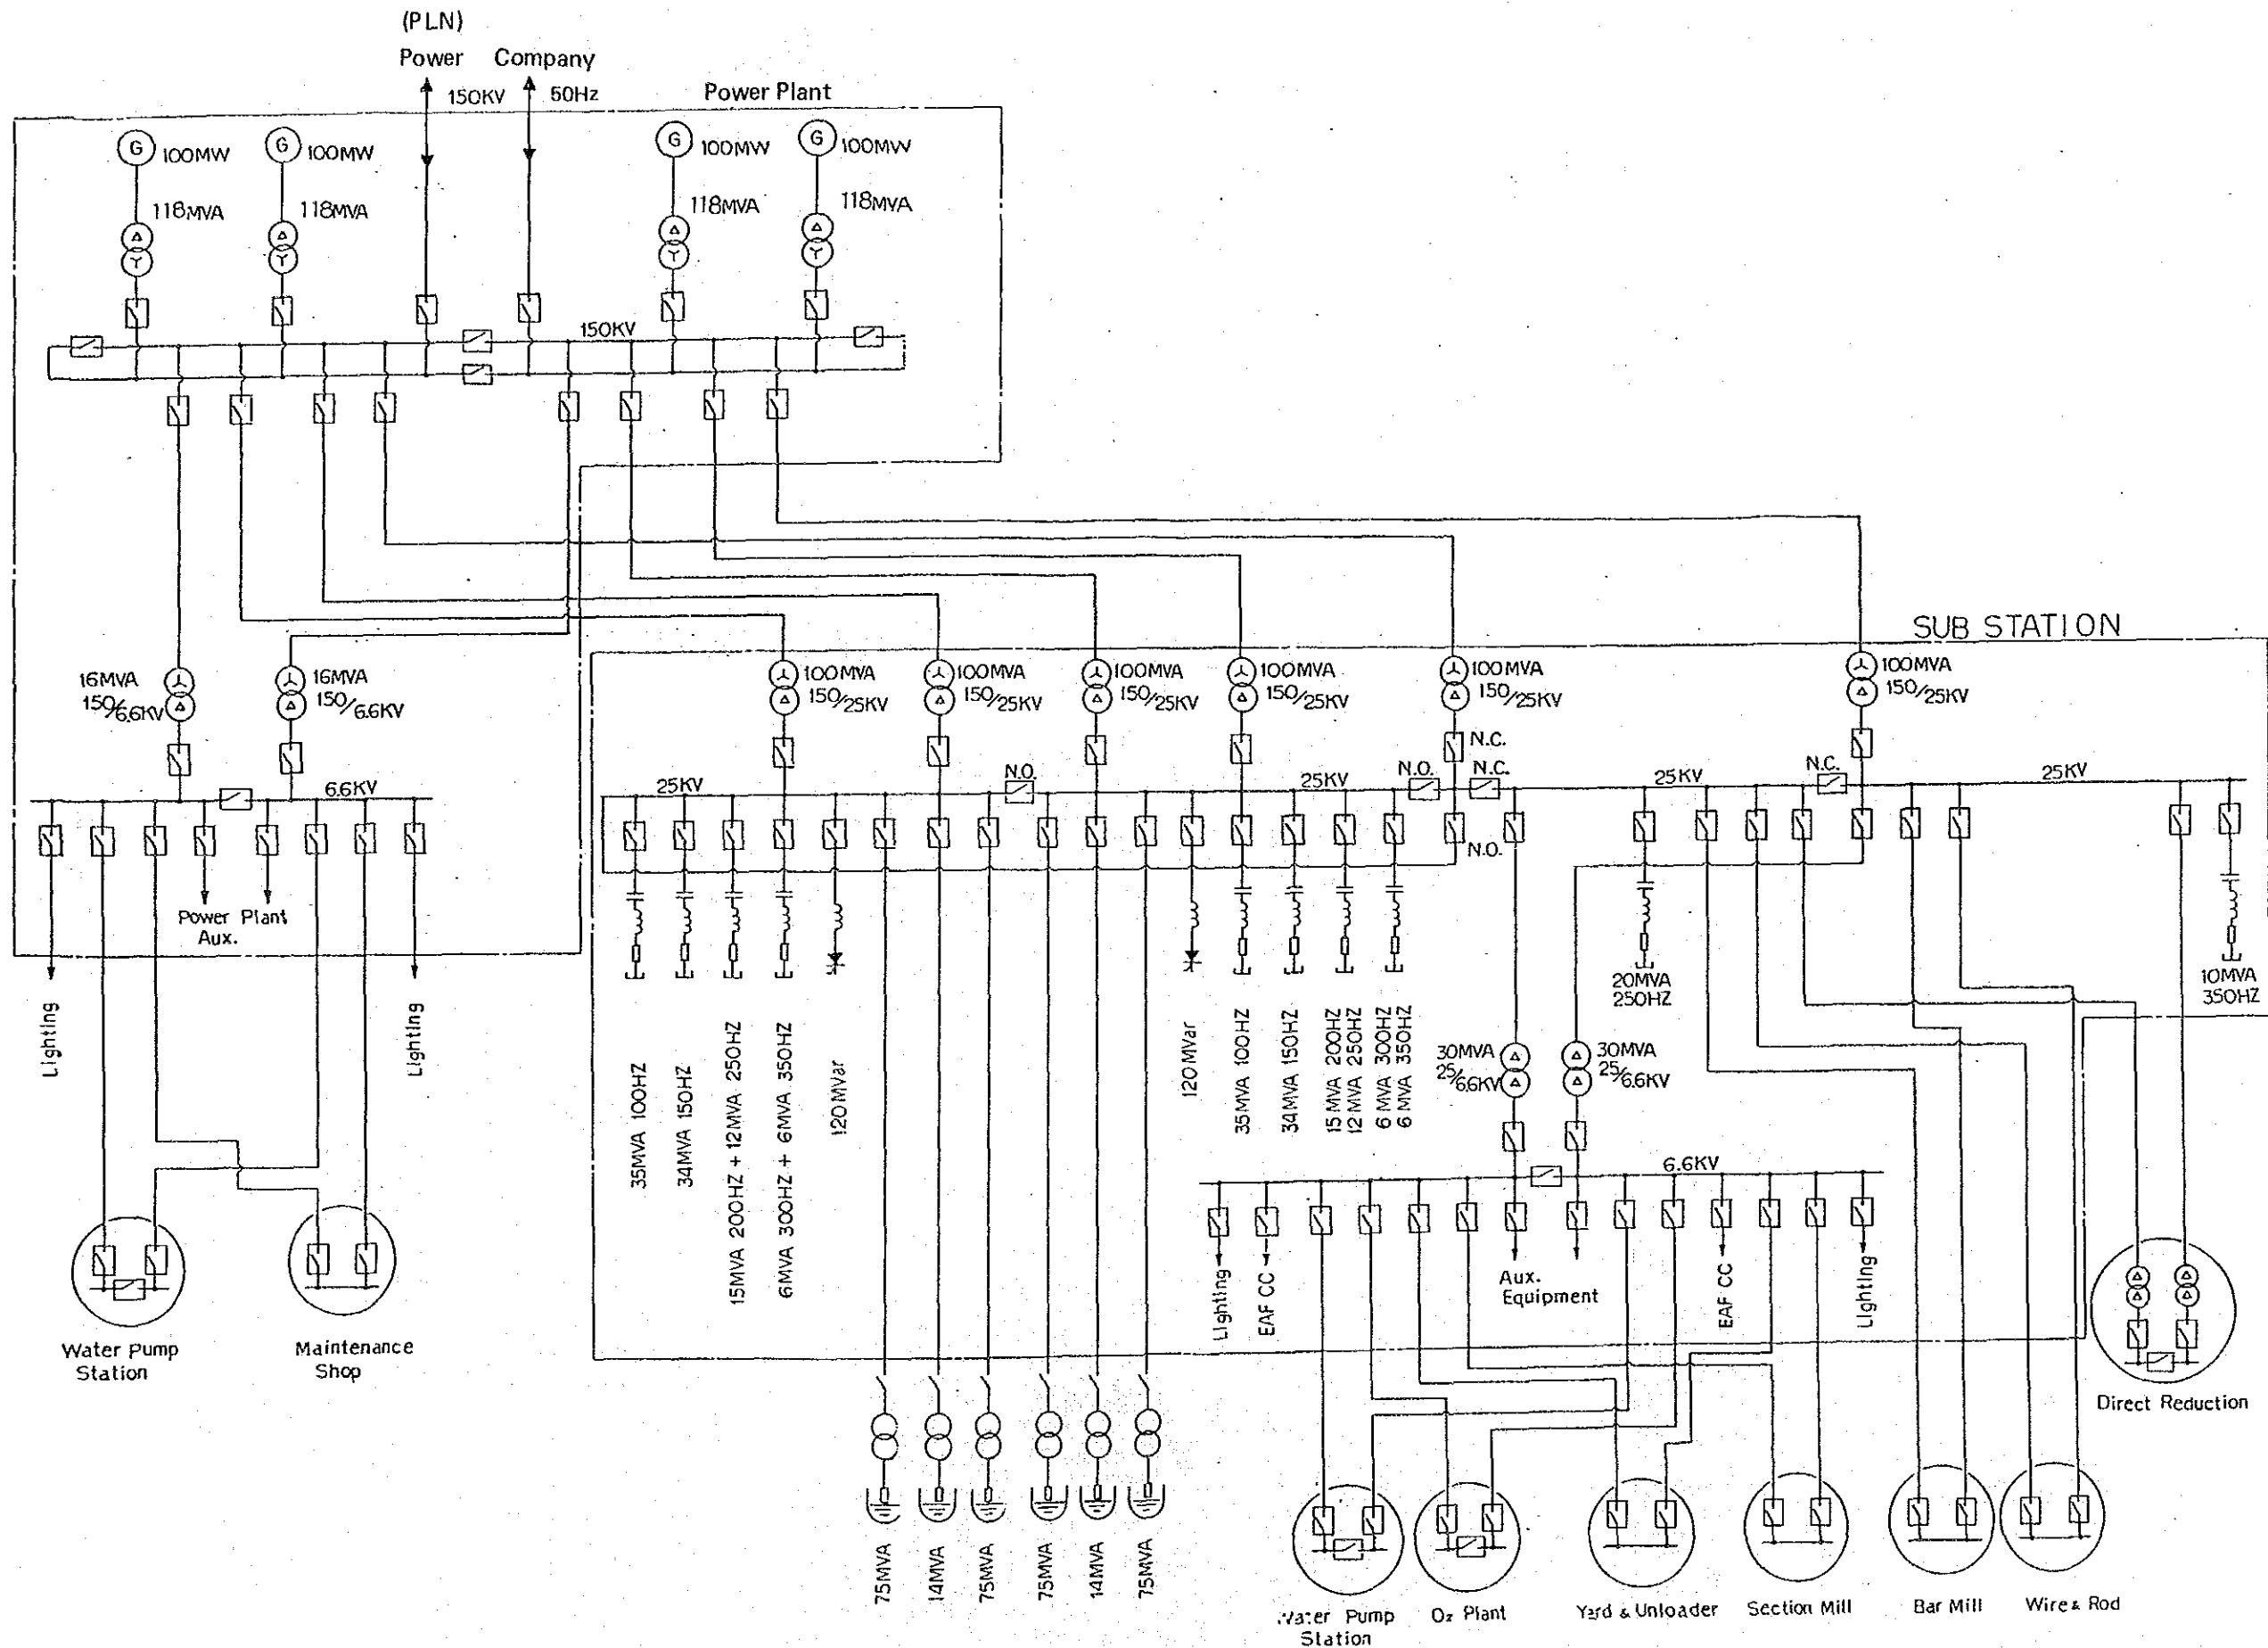 (PLN)
Power Company
150KV 50Hz
Power Plant
G 100MW
G 100MW
G 100MW
G 100MW
118MVA
118MVA
118MVA
118MVA
150KV
SUB STATION
16MVA
150/6.6KV
16MVA
150/6.6KV
100MVA
150/25KV
100MVA
150/25KV
100MVA
150/25KV
100MVA
150/25KV
100MVA
150/25KV
100MVA
150/25KV
N.C.
6.6KV
25KV
N.O.
25KV
N.O.
N.C.
25KV
N.C.
25KV
N.O.
Power Plant
Aux.
Lighting
Lighting
35MVA 100HZ
34MVA 150HZ
15MVA 200HZ + 12MVA 250HZ
6MVA 300HZ + 6MVA 350HZ
120MVar
120MVar
35MVA 100HZ
34MVA 150HZ
15MVA 200HZ
12MVA 250HZ
6MVA 300HZ
6MVA 350HZ
20MVA
250HZ
10MVA
350HZ
30MVA
25/6.6KV
30MVA
25/6.6KV
6.6KV
Lighting
EAF CC
Aux.
Equipment
EAF CC
Lighting
Water Pump
Station
Maintenance
Shop
Direct Reduction
75MVA
14MVA
75MVA
75MVA
14MVA
75MVA
Water Pump
Station
O₂ Plant
Yard & Unloader
Section Mill
Bar Mill
Wire & Rod